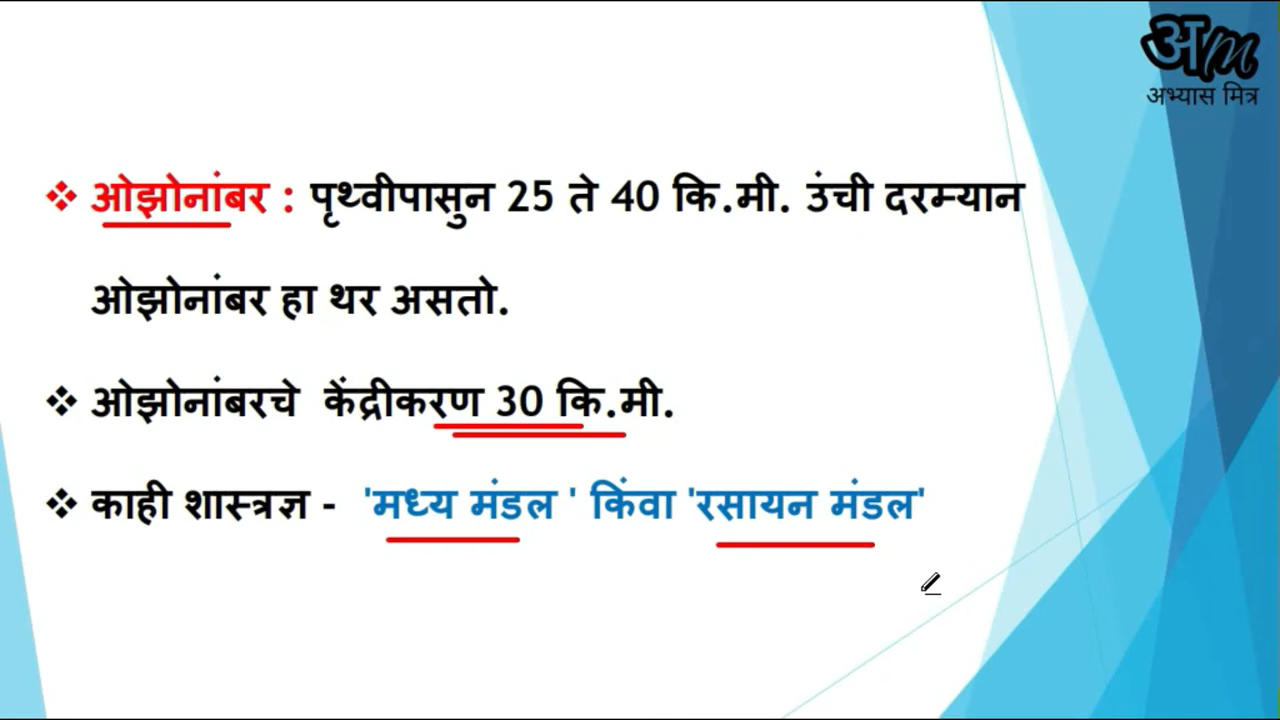 अm
अभ्यास मित्र
❖ ओझोनांबर : पृथ्वीपासुन 25 ते 40 कि.मी. उंची दरम्यान
ओझोनांबर हा थर असतो.
❖ ओझोनांबरचे केंद्रीकरण 30 कि.मी.
❖ काही शास्त्रज्ञ - 'मध्य मंडल ' किंवा 'रसायन मंडल'